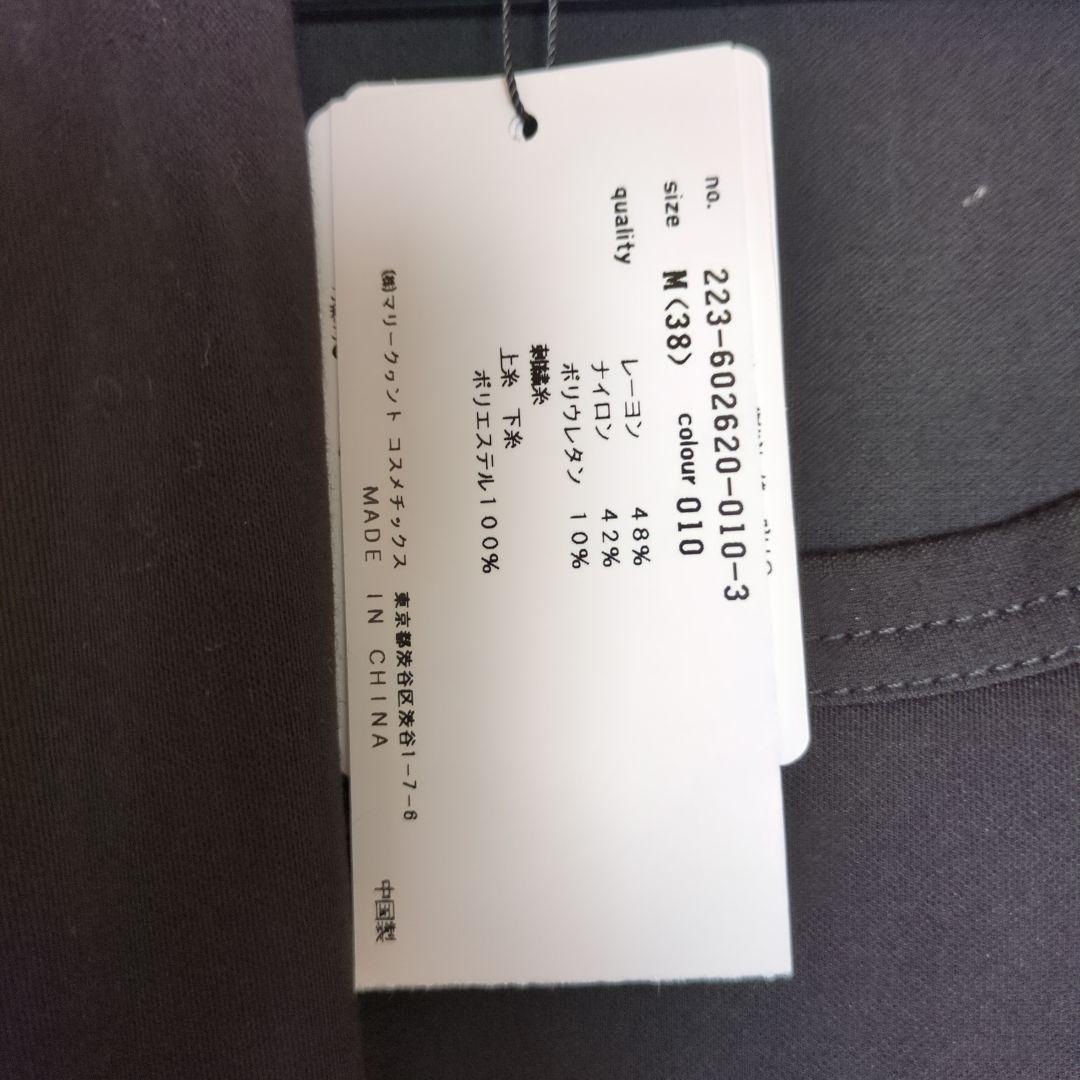 no. 223-602620-010-3
size M(38) colour 010
quality
レーヨン 48%
ナイロン 42%
ポリウレタン 10%
刺繍糸
上糸 下糸
ポリエステル100%
(株)マリークヮント コスメチックス 東京都渋谷区渋谷1-7-6
MADE IN CHINA 中国製